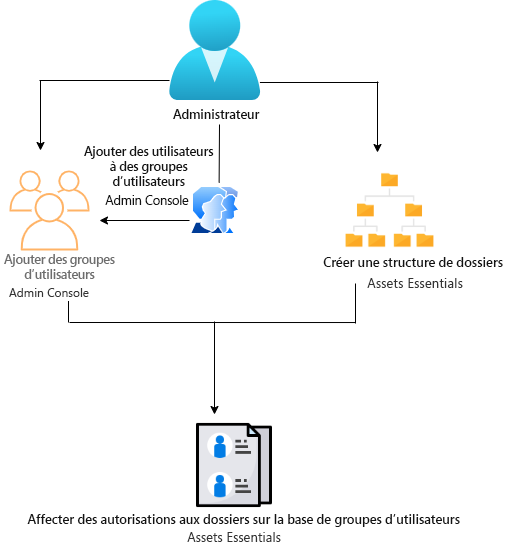 Administrateur
Ajouter des utilisateurs
à des groupes
d’utilisateurs
Admin Console
Ajouter des groupes
d’utilisateurs
Admin Console
Créer une structure de dossiers
Assets Essentials
Affecter des autorisations aux dossiers sur la base de groupes d’utilisateurs
Assets Essentials